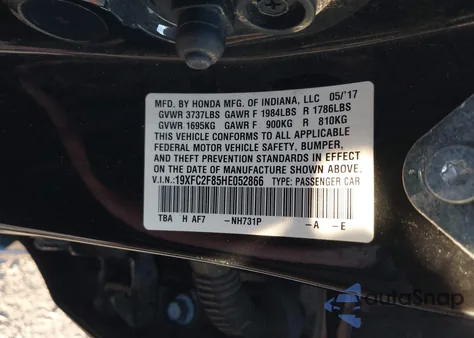 MFD. BY HONDA MFG. OF INDIANA, LLC 05/'17
GVWR 3737LBS GAWR F 1984LBS R 1786LBS
GVWR 1695KG GAWR F 900KG R 810KG
THIS VEHICLE CONFORMS TO ALL APPLICABLE
FEDERAL MOTOR VEHICLE SAFETY, BUMPER,
AND THEFT PREVENTION STANDARDS IN EFFECT
ON THE DATE OF MANUFACTURE SHOWN ABOVE.
V.I.N.:19XFC2F85HE052866 TYPE: PASSENGER CAR
TBA H AF7 -NH731P -A -E
AutaSnap